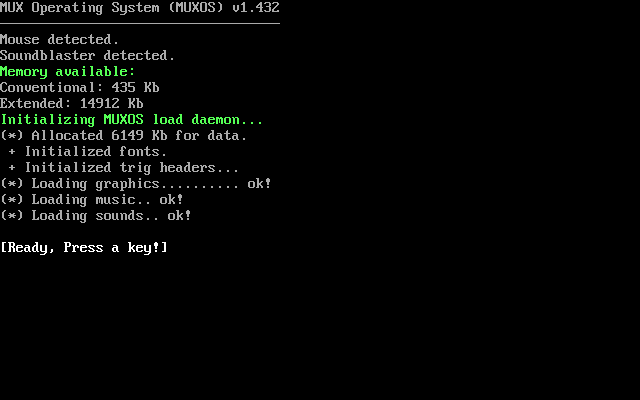 MUX Operating System (MUXOS) v1.432
Mouse detected.
Soundblaster detected.
Memory available:
Conventional: 435 Kb
Extended: 14912 Kb
Initializing MUXOS load daemon...
(*) Allocated 6149 Kb for data.
+ Initialized fonts.
+ Initialized trig headers...
(*) Loading graphics.......... ok!
(*) Loading music.. ok!
(*) Loading sounds.. ok!
[Ready, Press a key!]